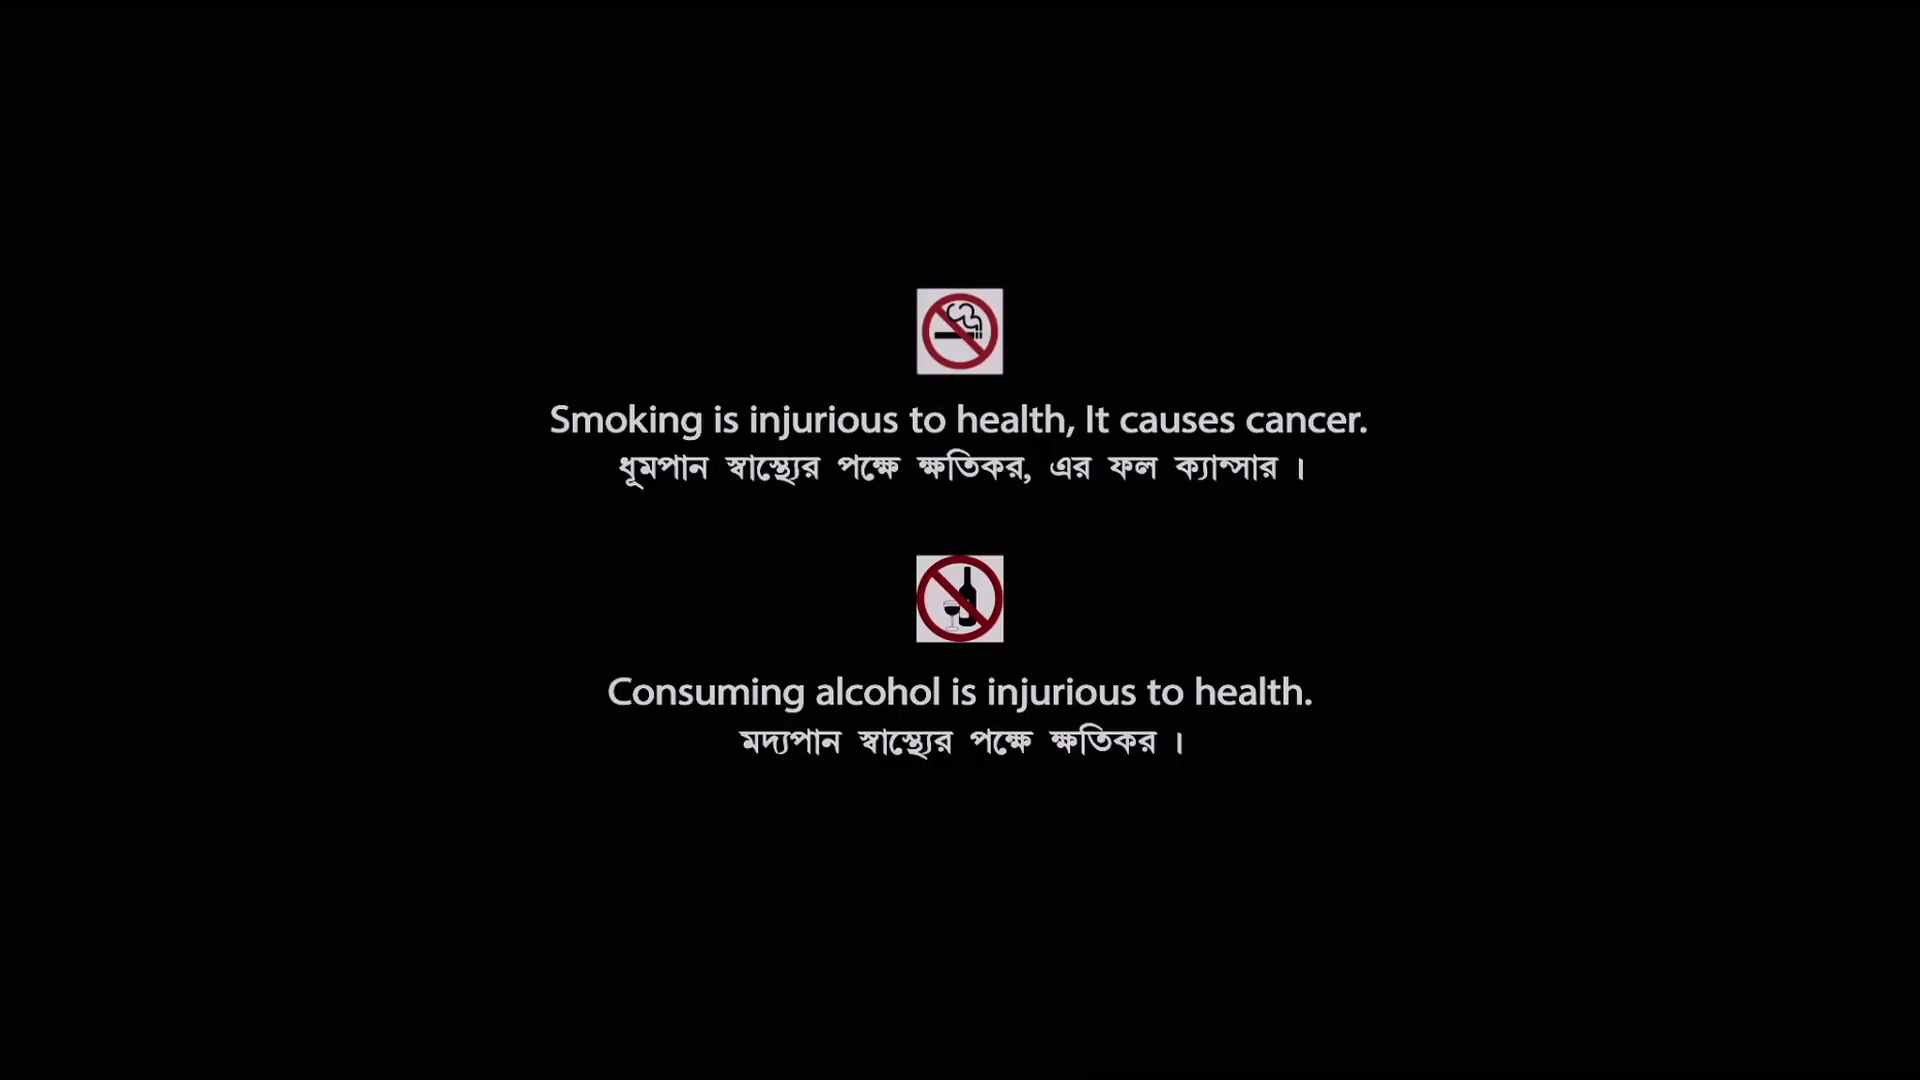 Smoking is injurious to health, It causes cancer.
ধূমপান স্বাস্থ্যের পক্ষে ক্ষতিকর, এর ফল ক্যান্সার ।
Consuming alcohol is injurious to health.
মদ্যপান স্বাস্থ্যের পক্ষে ক্ষতিকর ।